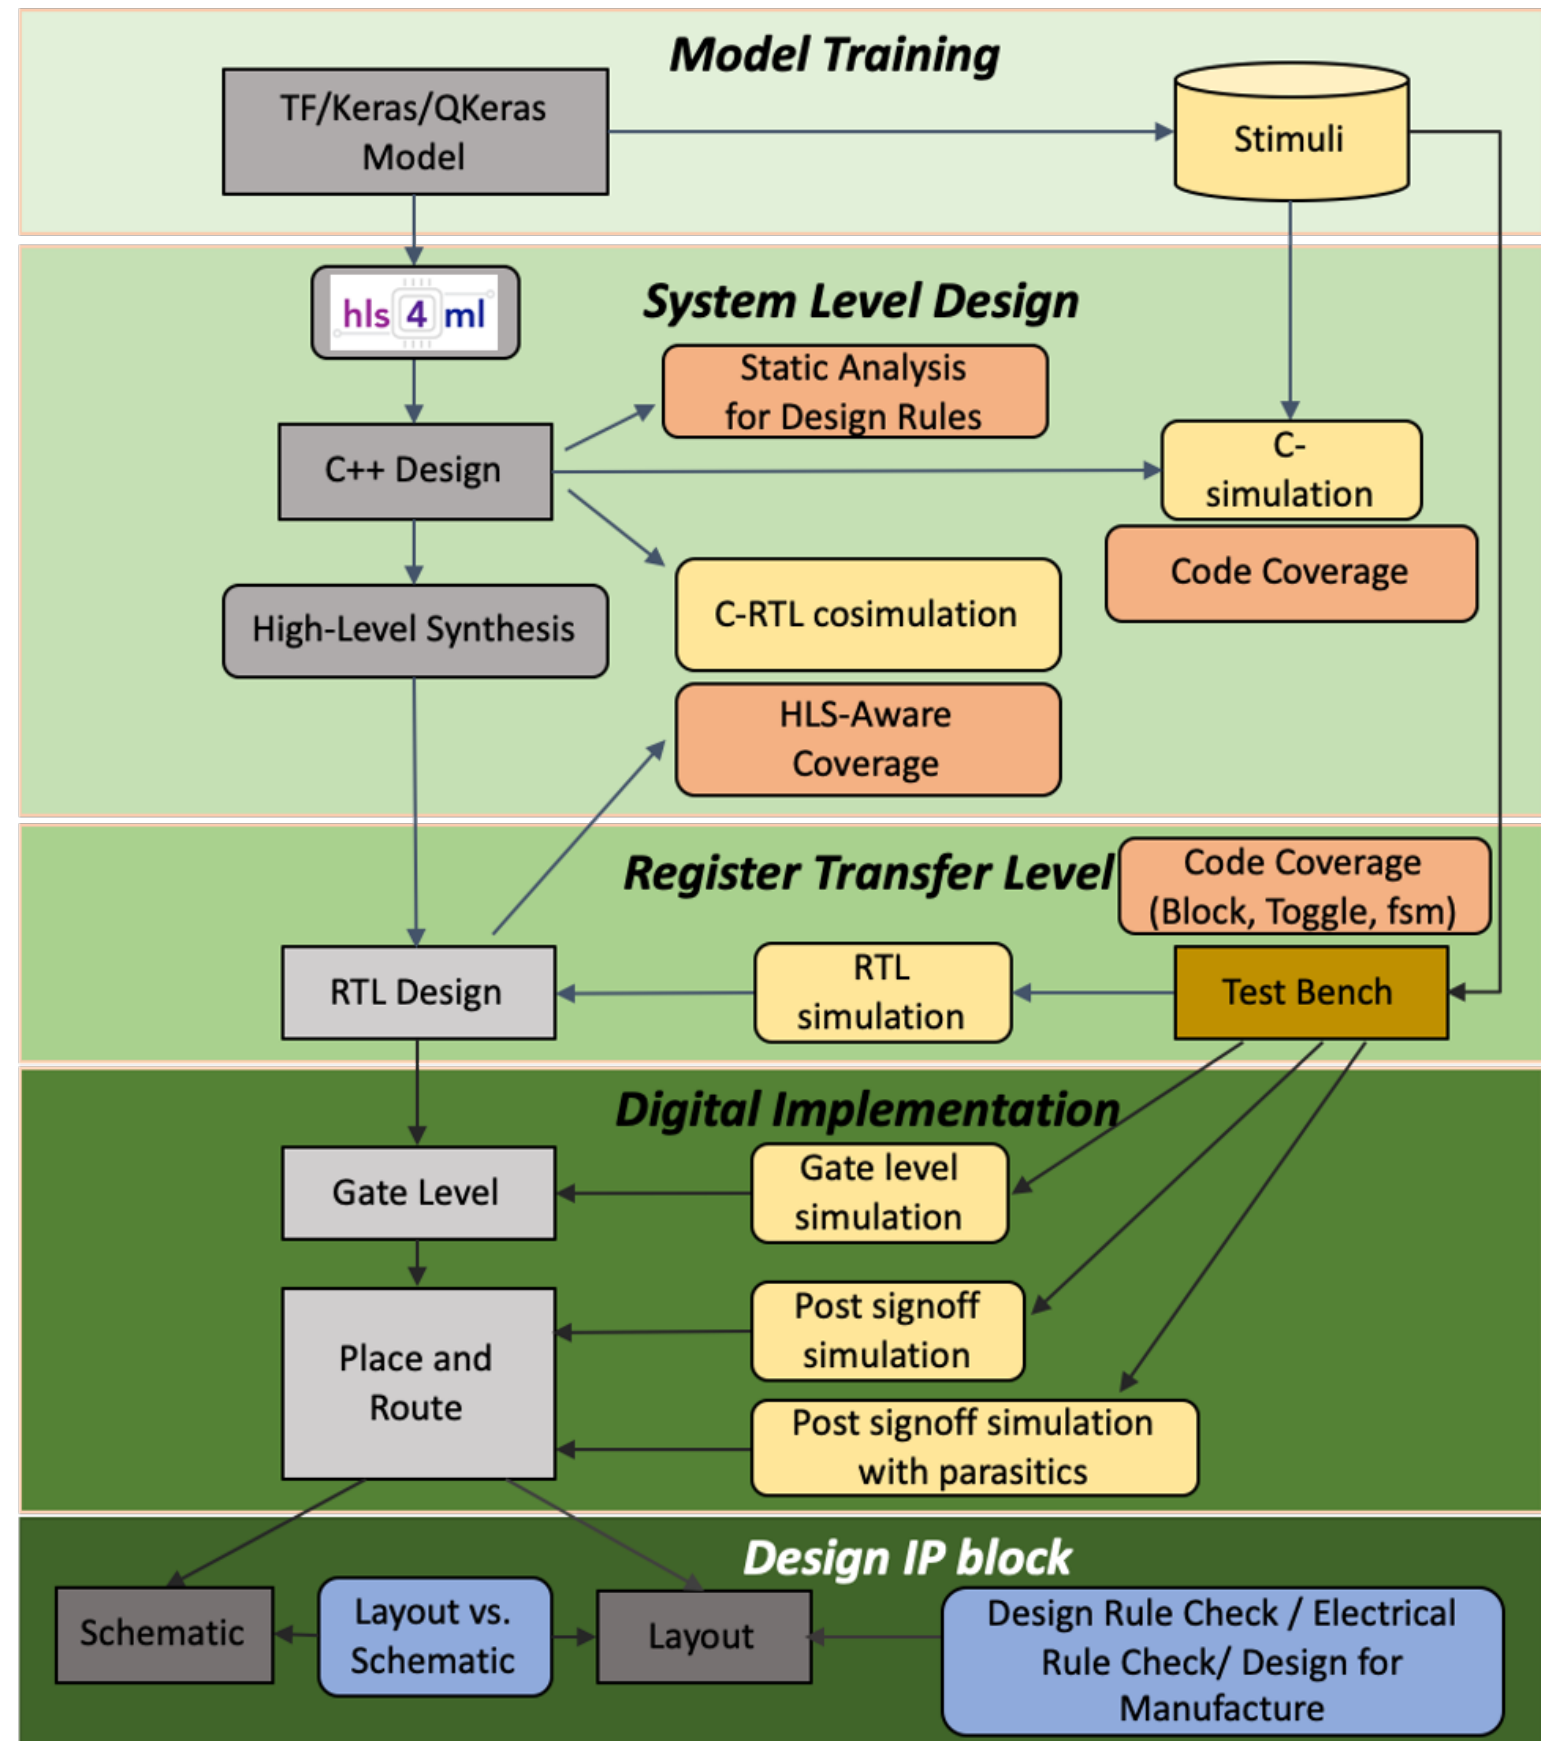 Model Training
TF/Keras/QKeras
Model
Stimuli
hls 4 ml
System Level Design
Static Analysis
for Design Rules
C++ Design
C-
simulation
Code Coverage
C-RTL cosimulation
High-Level Synthesis
HLS-Aware
Coverage
Register Transfer Level
Code Coverage
(Block, Toggle, fsm)
RTL Design
RTL
simulation
Test Bench
Digital Implementation
Gate Level
Gate level
simulation
Place and
Route
Post signoff
simulation
Post signoff simulation
with parasitics
Design IP block
Schematic
Layout vs.
Schematic
Layout
Design Rule Check / Electrical
Rule Check/ Design for
Manufacture